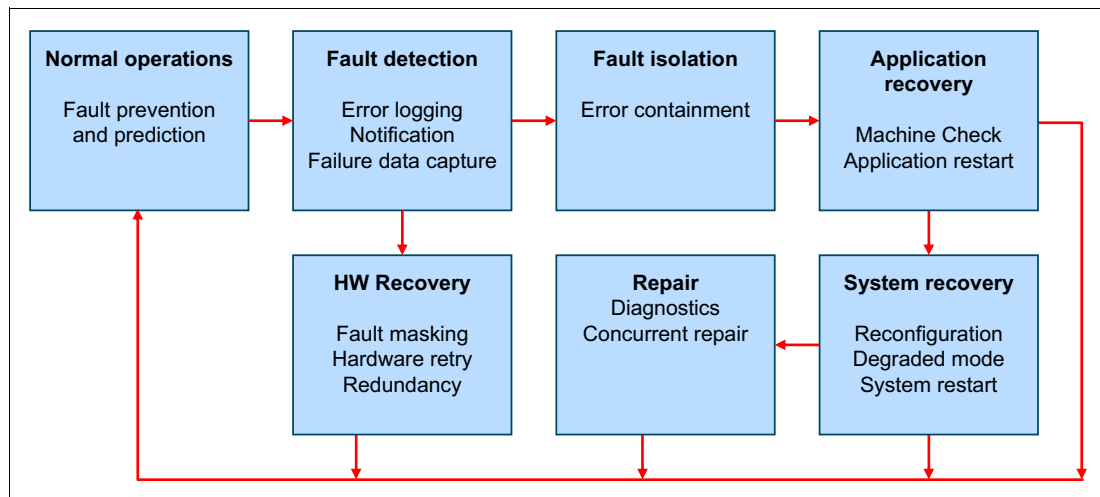 Normal operations
Fault prevention
and prediction
Fault detection
Error logging
Notification
Failure data capture
Fault isolation
Error containment
Application
recovery
Machine Check
Application restart
HW Recovery
Fault masking
Hardware retry
Redundancy
Repair
Diagnostics
Concurrent repair
System recovery
Reconfiguration
Degraded mode
System restart